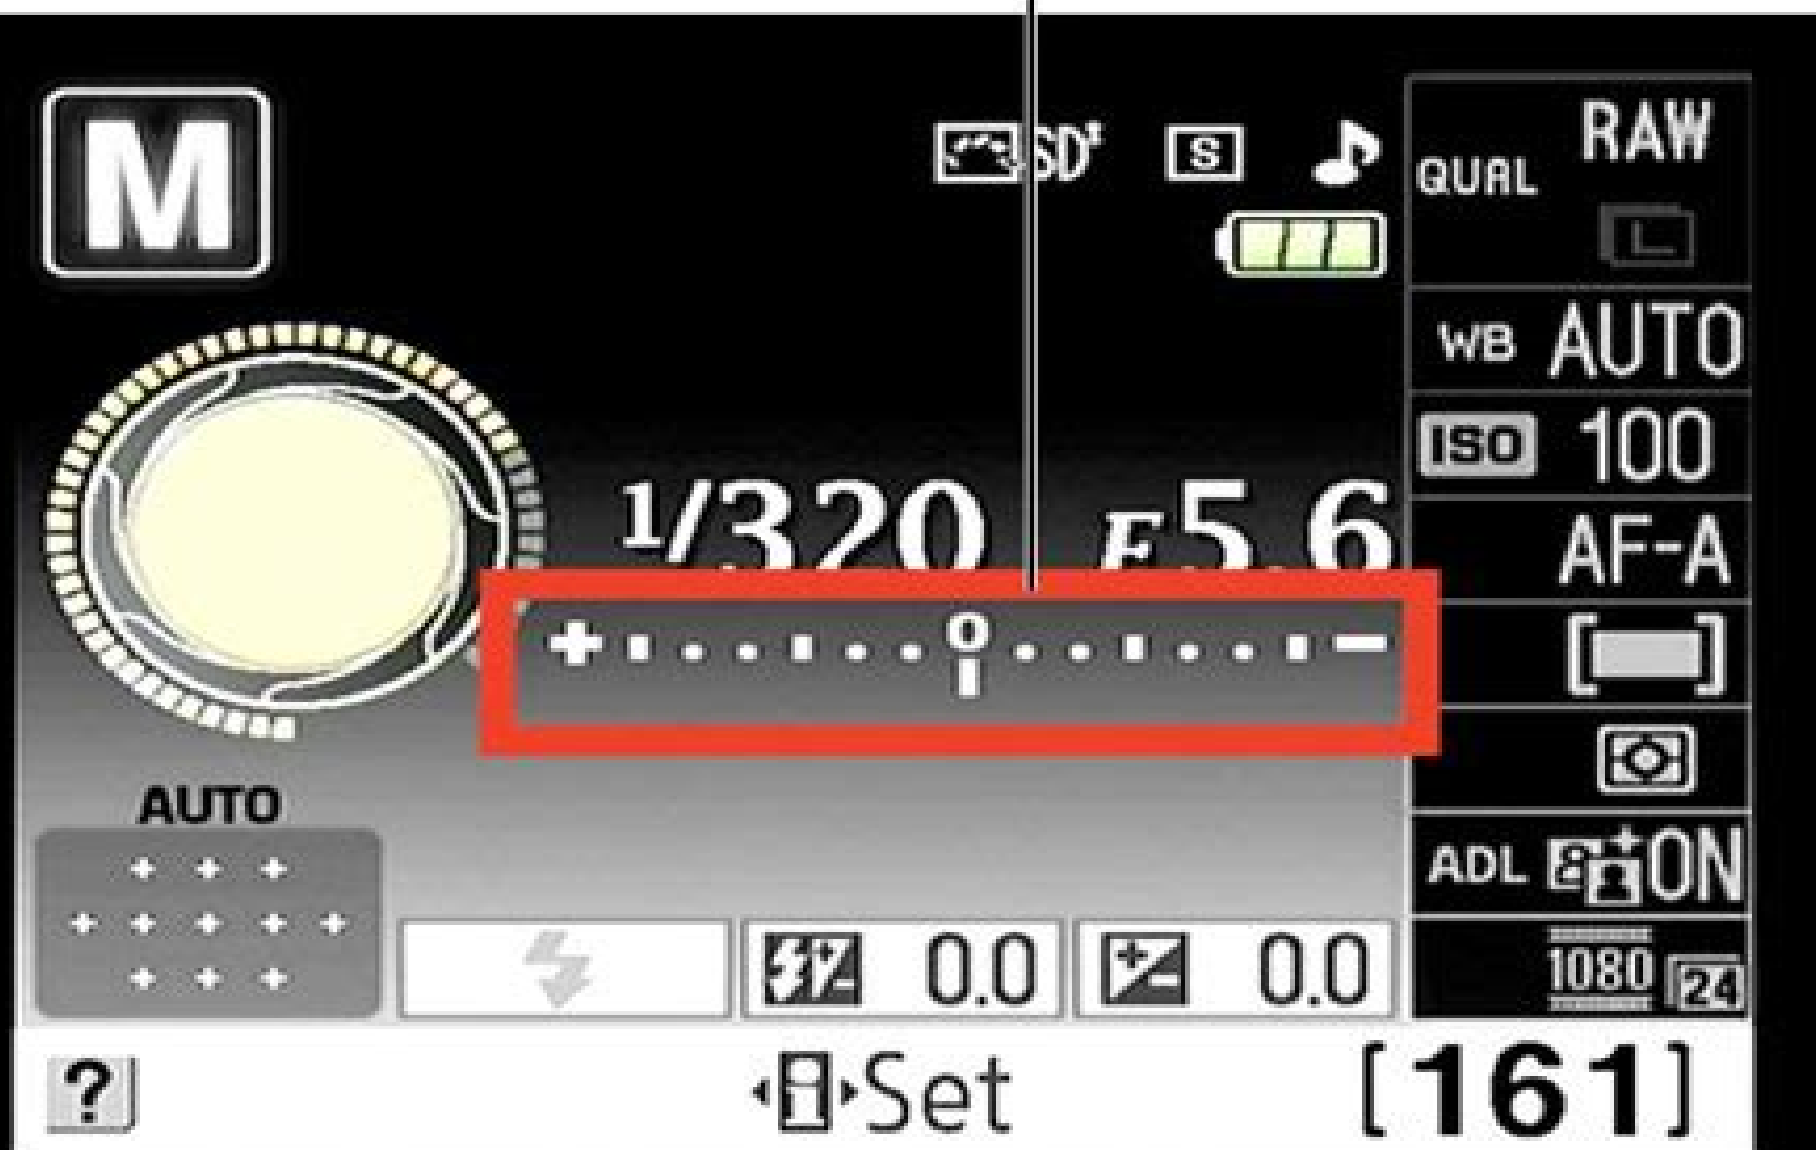 M
SD
S
QUAL RAW
L
WB AUTO
ISO 100
1/320 F5.6
AF-A
+ 0 −
AUTO
ADL ON
0.0 0.0
1080 24
? Set [161]